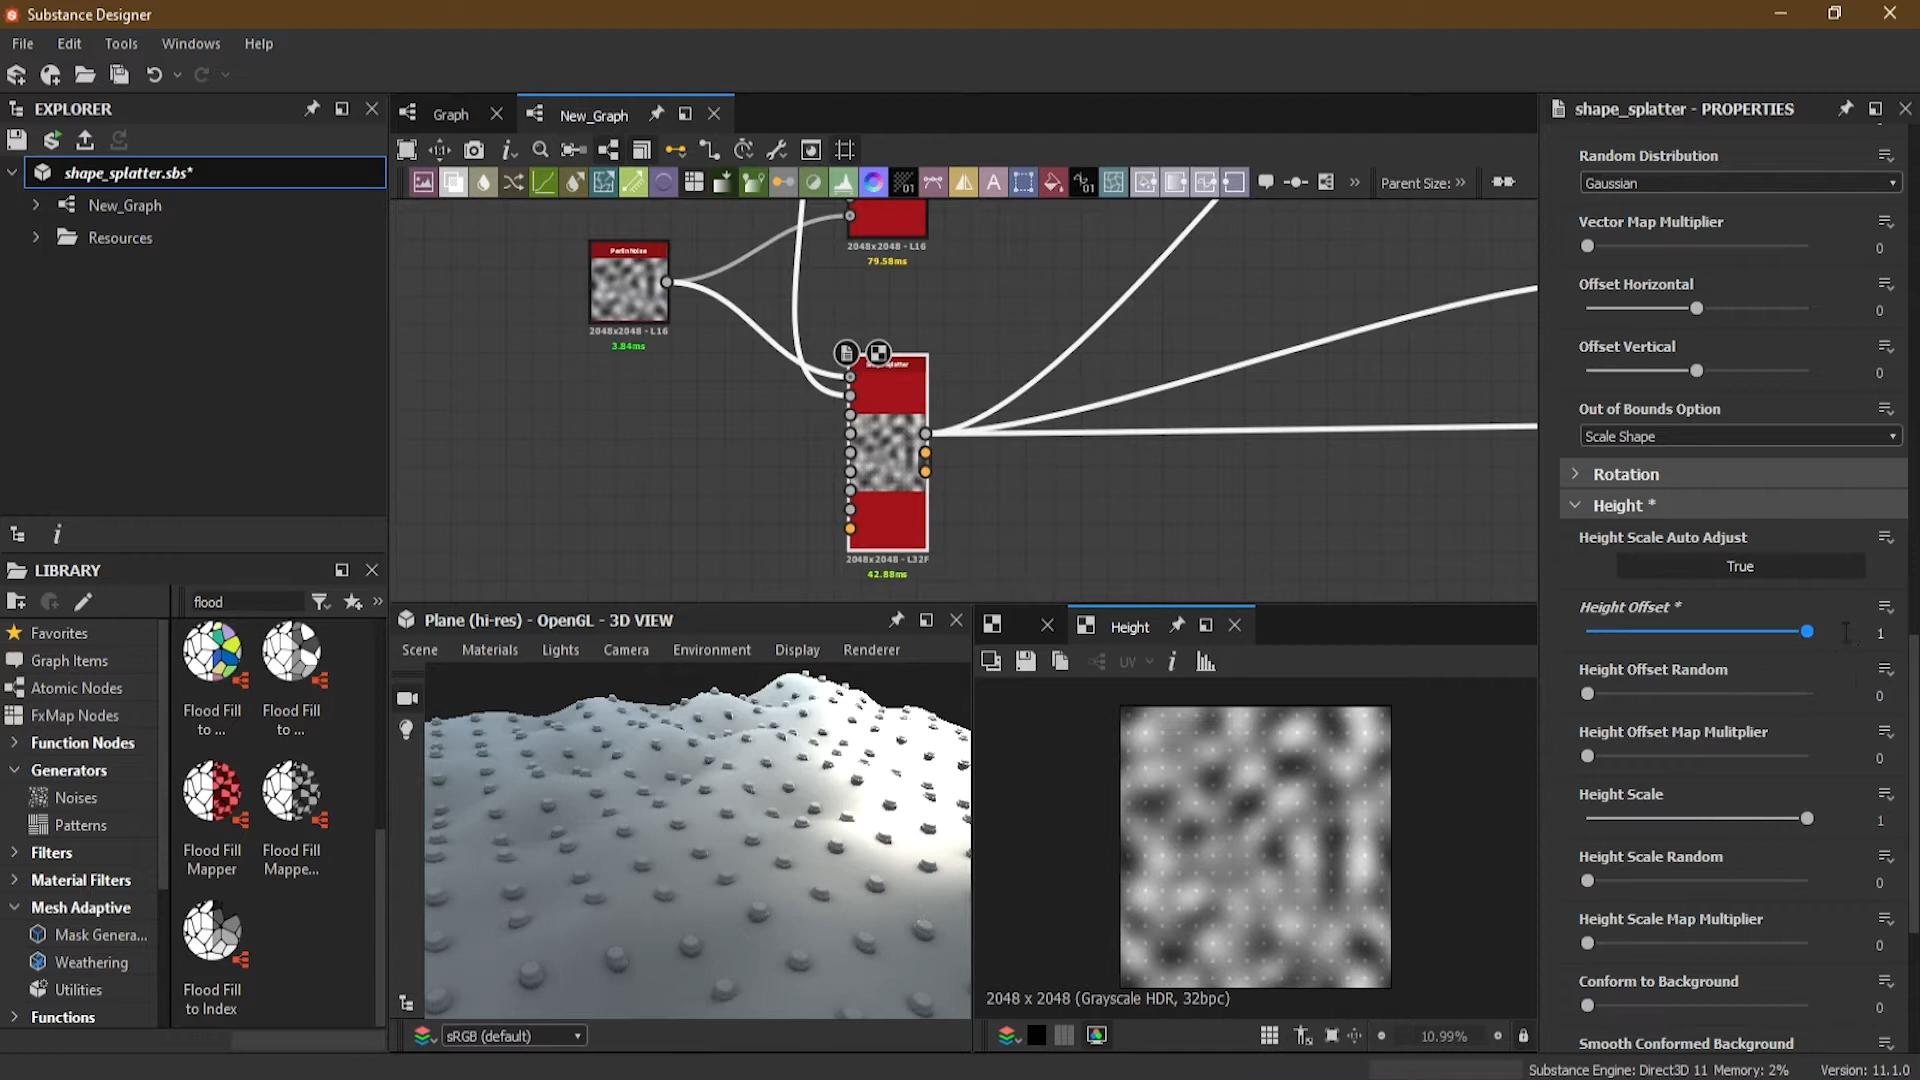 Substance Designer
File Edit Tools Windows Help
EXPLORER
shape_splatter.sbs*
New_Graph
Resources
LIBRARY
flood
Favorites
Graph Items
Atomic Nodes
FxMap Nodes
Function Nodes
Generators
Noises
Patterns
Filters
Material Filters
Mesh Adaptive
Mask Genera...
Weathering
Utilities
Functions
Flood Fill to ...
Flood Fill to ...
Flood Fill Mapper
Flood Fill Mappe...
Flood Fill to Index
Graph
New_Graph
Parent Size:
Perlin Noise
2048x2048 - L16
3.84ms
2048x2048 - L16
79.58ms
2048x2048 - L32F
42.88ms
Plane (hi-res) - OpenGL - 3D VIEW
Scene Materials Lights Camera Environment Display Renderer
sRGB (default)
Height
UV
2048 x 2048 (Grayscale HDR, 32bpc)
10.99%
shape_splatter - PROPERTIES
Random Distribution
Gaussian
Vector Map Multiplier
0
Offset Horizontal
0
Offset Vertical
0
Out of Bounds Option
Scale Shape
Rotation
Height *
Height Scale Auto Adjust
True
Height Offset *
1
Height Offset Random
0
Height Offset Map Mulitplier
0
Height Scale
1
Height Scale Random
0
Height Scale Map Multiplier
0
Conform to Background
0
Smooth Conformed Background
Substance Engine: Direct3D 11 Memory: 2% Version: 11.1.0